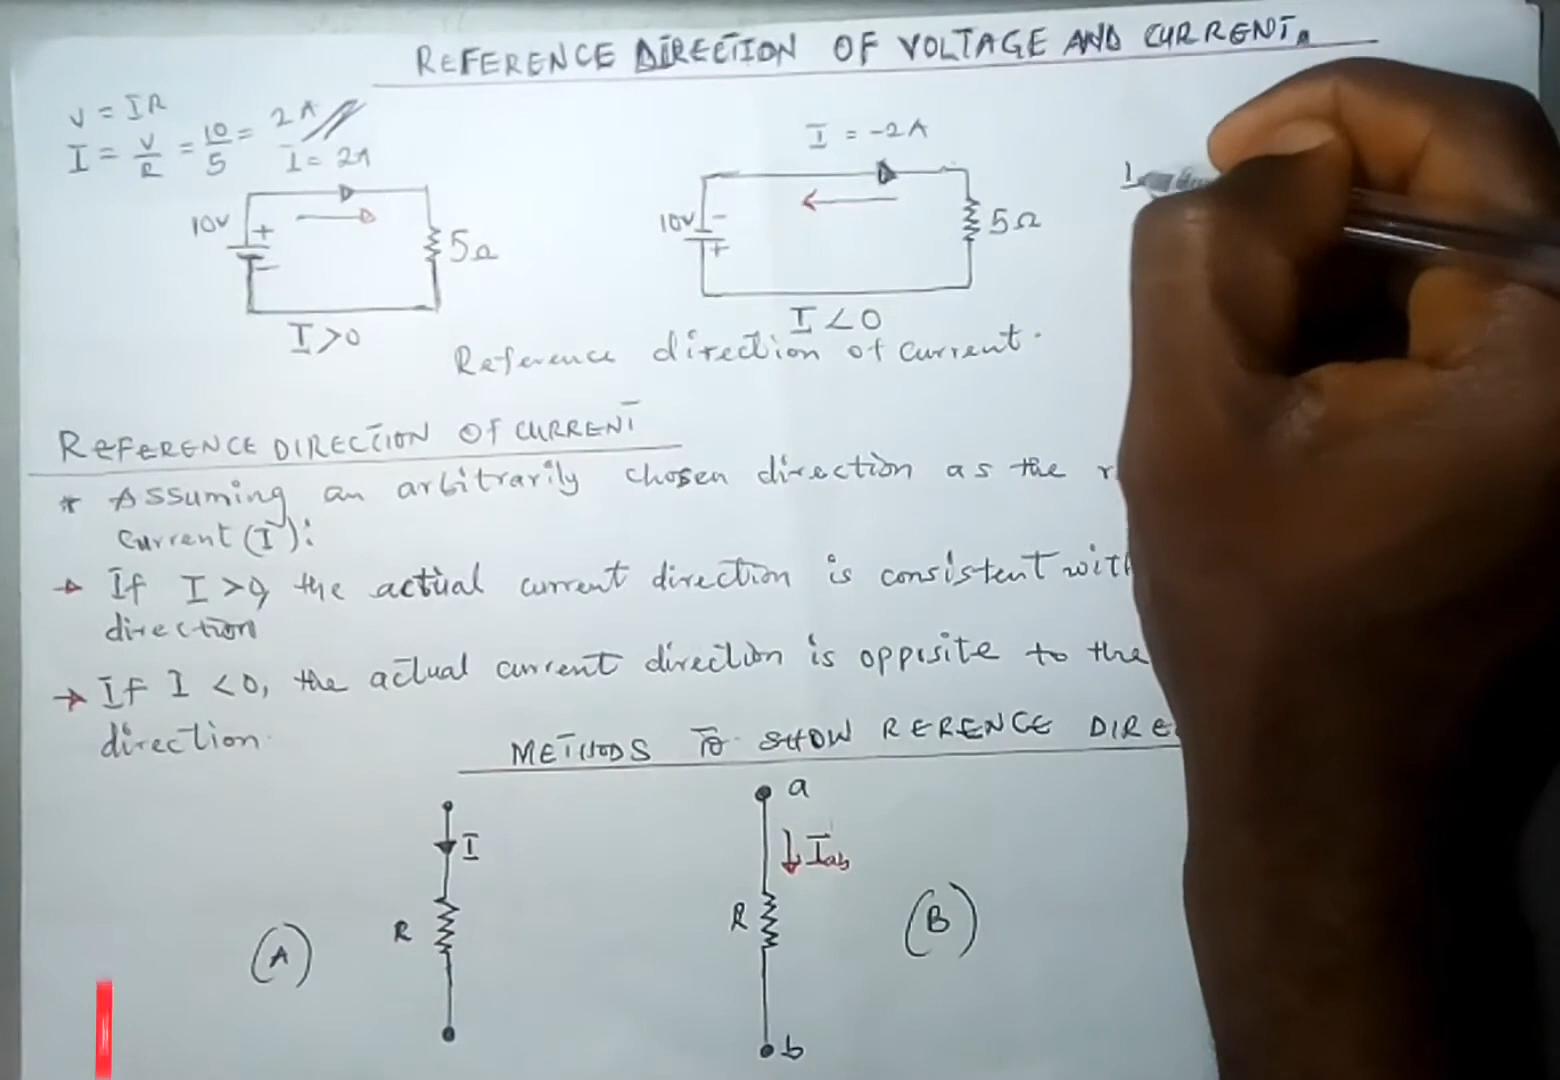 REFERENCE DIRECTION OF VOLTAGE AND CURRENT.
V = IR
I = V/R = 10/5 = 2A
I = 2A
10V
+
-
5Ω
I>0
I = -2A
10V
-
+
5Ω
I<0
Reference direction of current.
REFERENCE DIRECTION OF CURRENT
* Assuming an arbitrarily chosen direction as the
current (I):
→ If I >0, the actual current direction is consistent with
direction
→ If I <0, the actual current direction is opposite to the
direction.
METHODS TO SHOW RERENCE DIRE
I
R
(A)
a
Iab
R
(B)
b